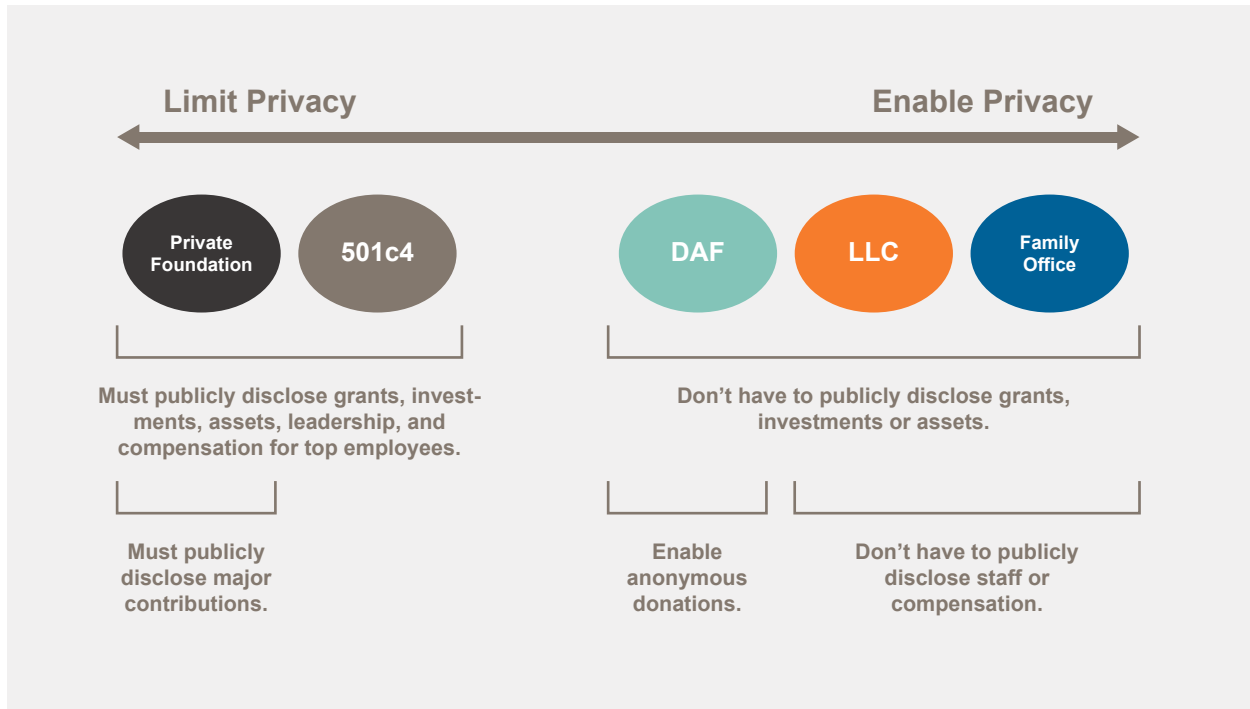 Limit Privacy
Enable Privacy
Private
Foundation
501c4
DAF
LLC
Family
Office
Must publicly disclose grants, invest-
ments, assets, leadership, and
compensation for top employees.
Don’t have to publicly disclose grants,
investments or assets.
Must publicly
disclose major
contributions.
Enable
anonymous
donations.
Don’t have to publicly
disclose staff or
compensation.